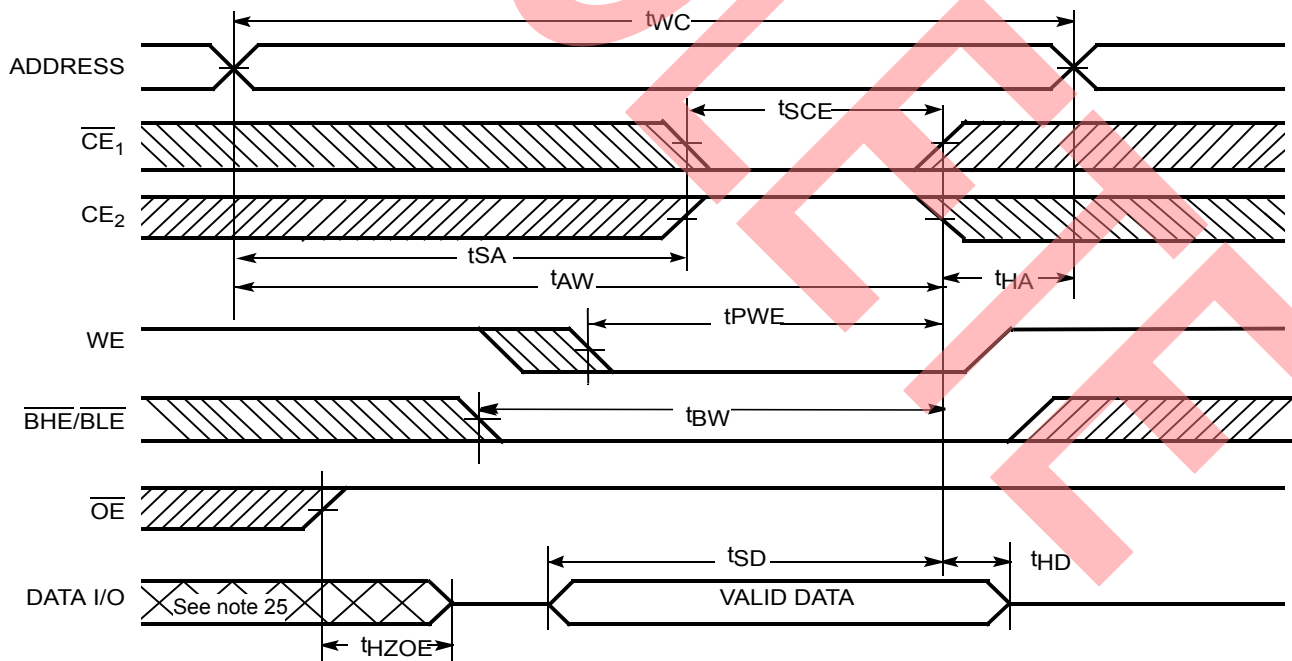 tWC
ADDRESS
tSCE
CE1
CE2
tSA
tAW
tHA
tPWE
WE
tBW
BHE/BLE
OE
tSD
tHD
DATA I/O
See note 25
VALID DATA
tHZOE